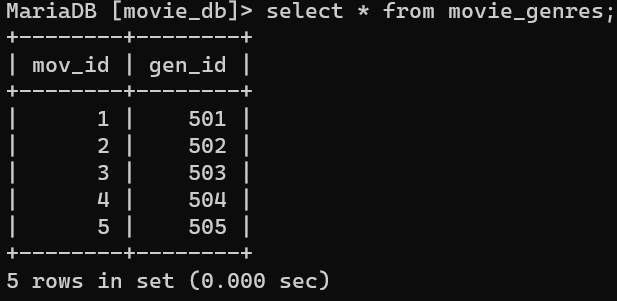 MariaDB [movie_db]> select * from movie_genres;
+--------+--------+
| mov_id | gen_id |
+--------+--------+
|      1 |    501 |
|      2 |    502 |
|      3 |    503 |
|      4 |    504 |
|      5 |    505 |
+--------+--------+
5 rows in set (0.000 sec)